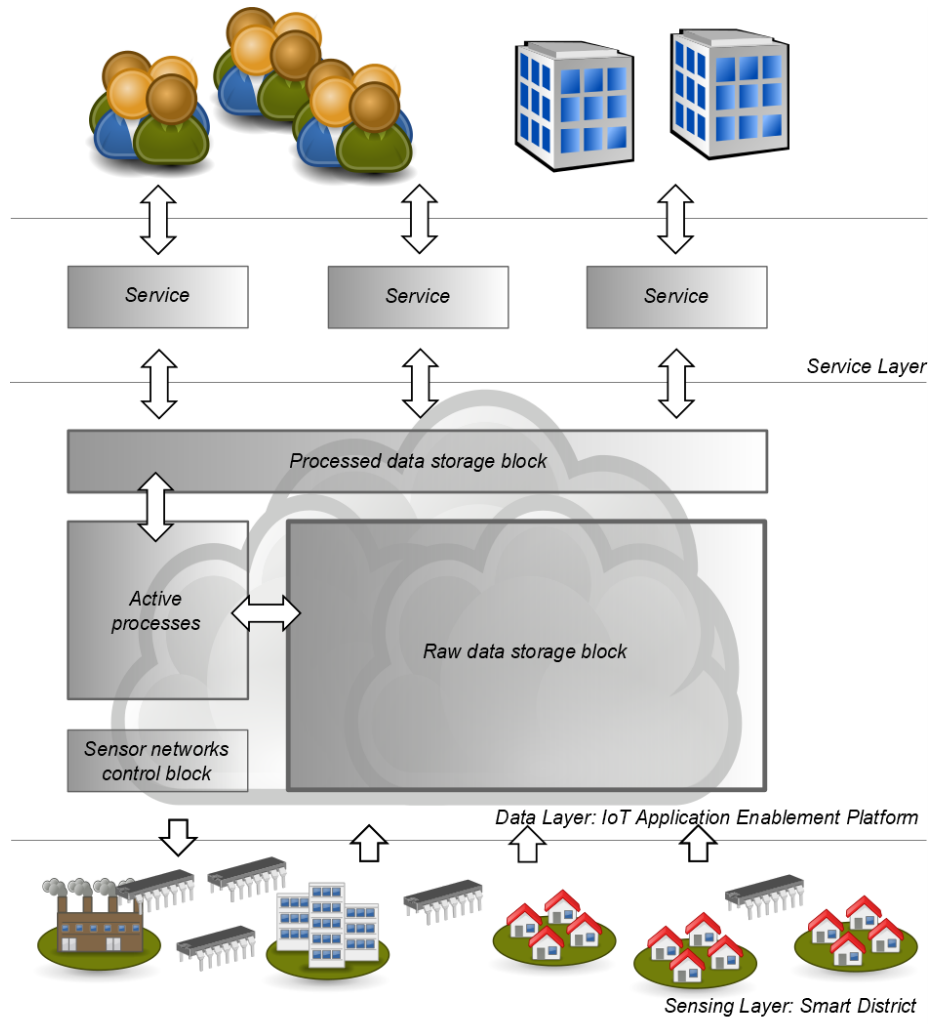 Service
Service
Service
Service Layer
Processed data storage block
Active
processes
Raw data storage block
Sensor networks
control block
Data Layer: IoT Application Enablement Platform
Sensing Layer: Smart District